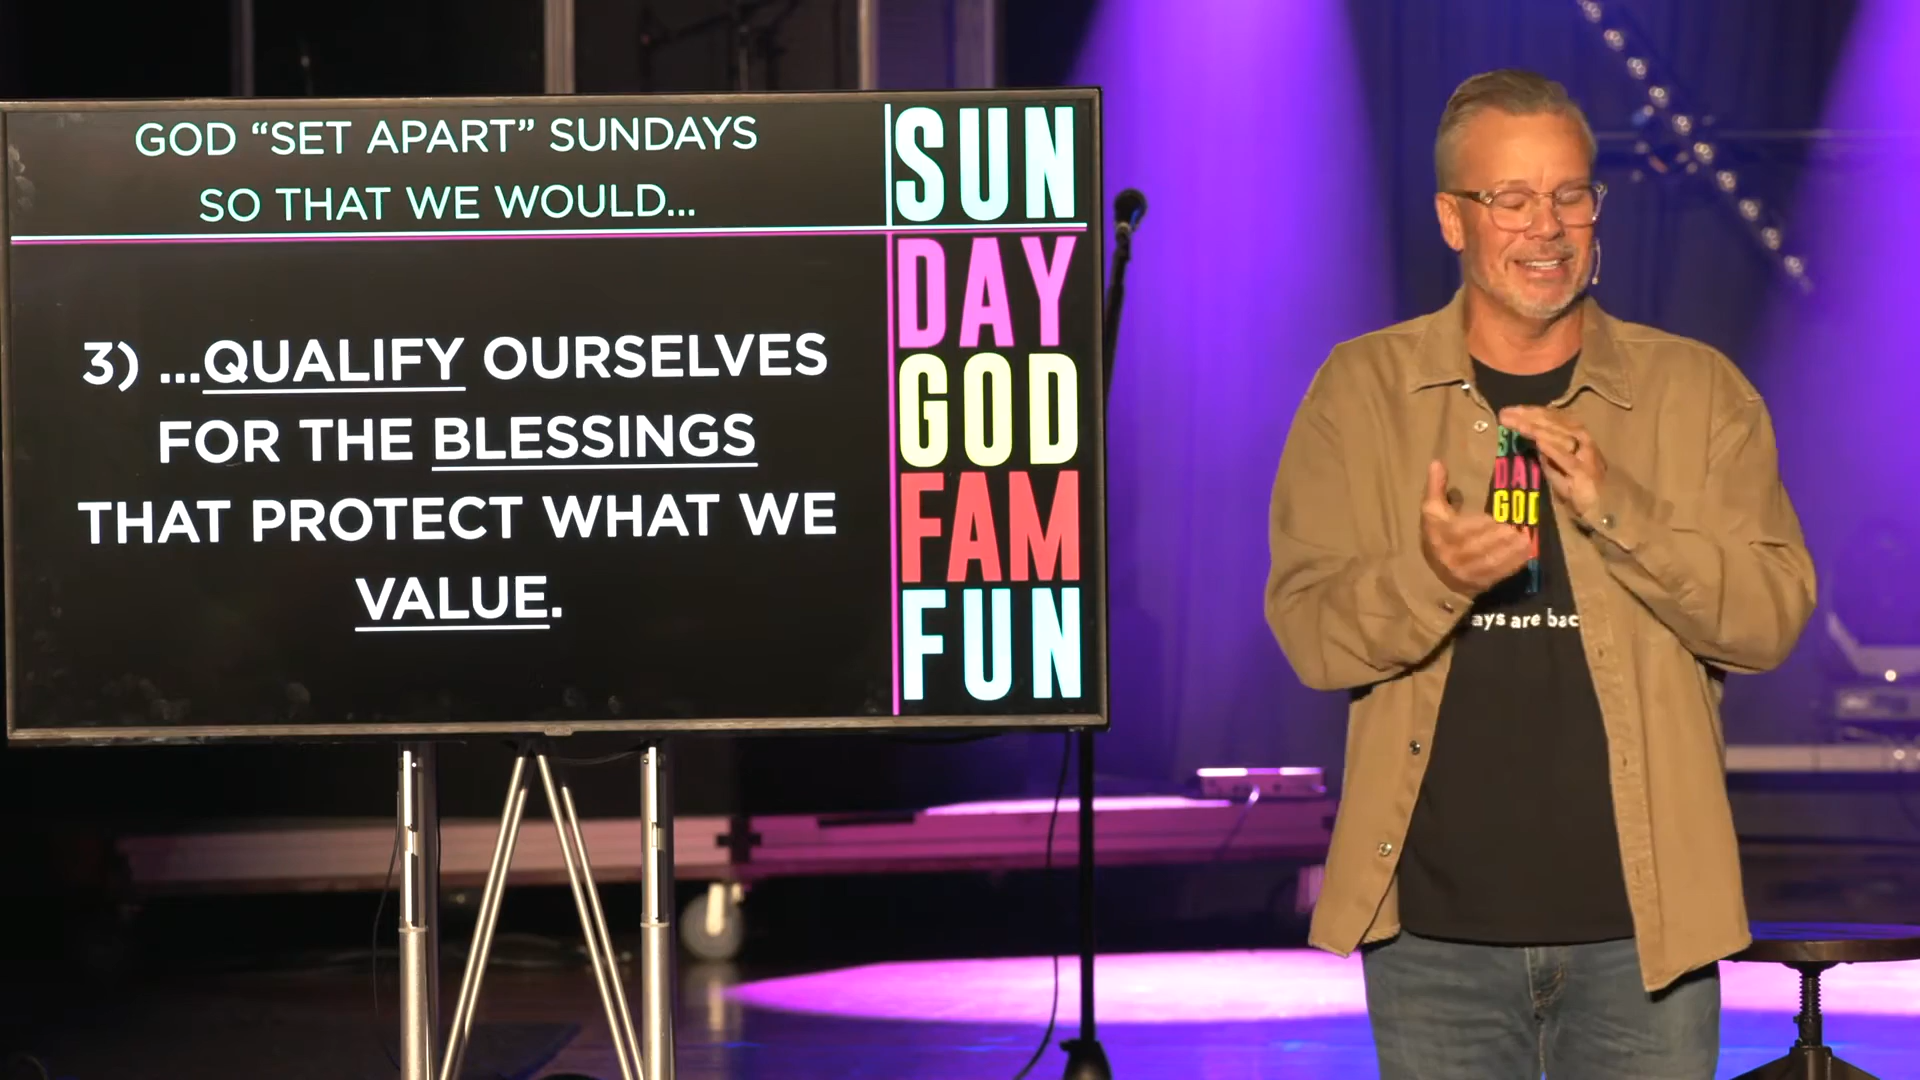 GOD “SET APART” SUNDAYS
SO THAT WE WOULD...
3) ...QUALIFY OURSELVES
FOR THE BLESSINGS
THAT PROTECT WHAT WE
VALUE.
SUN
DAY
GOD
FAM
FUN
DAY
GOD
are bac